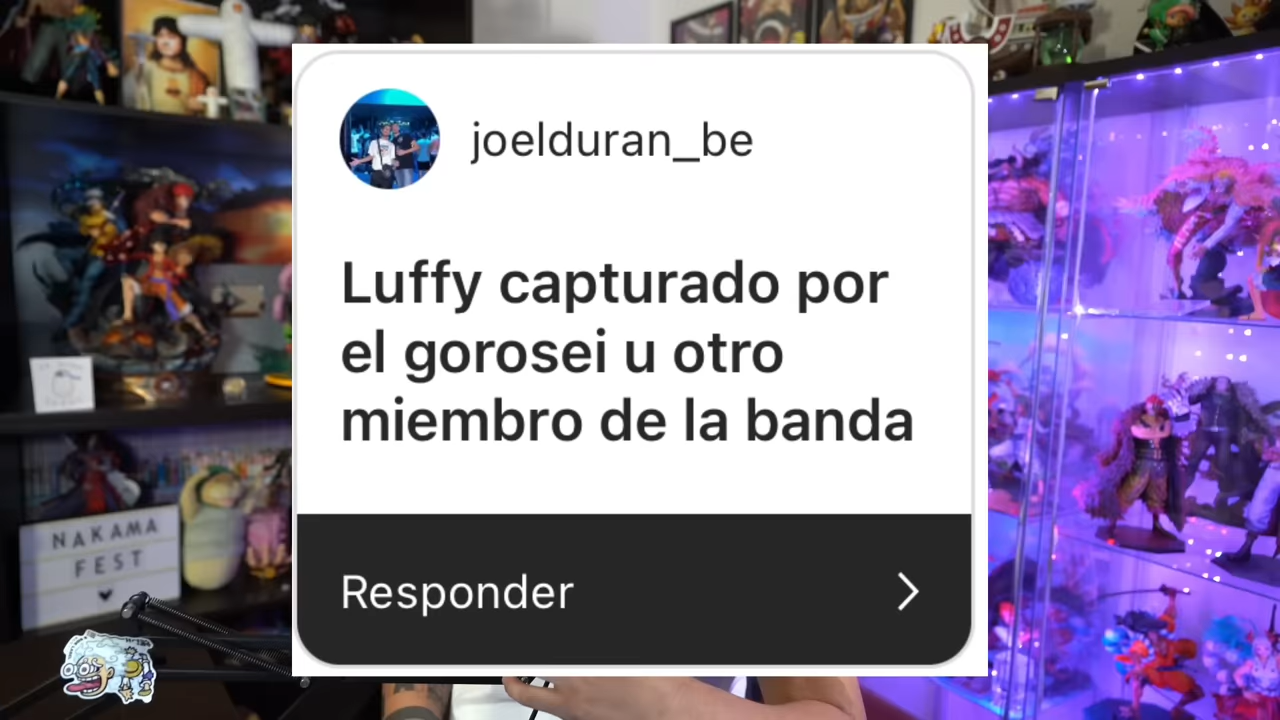 joelduran_be
Luffy capturado por
el gorosei u otro
miembro de la banda
Responder
NAKAMA
FEST